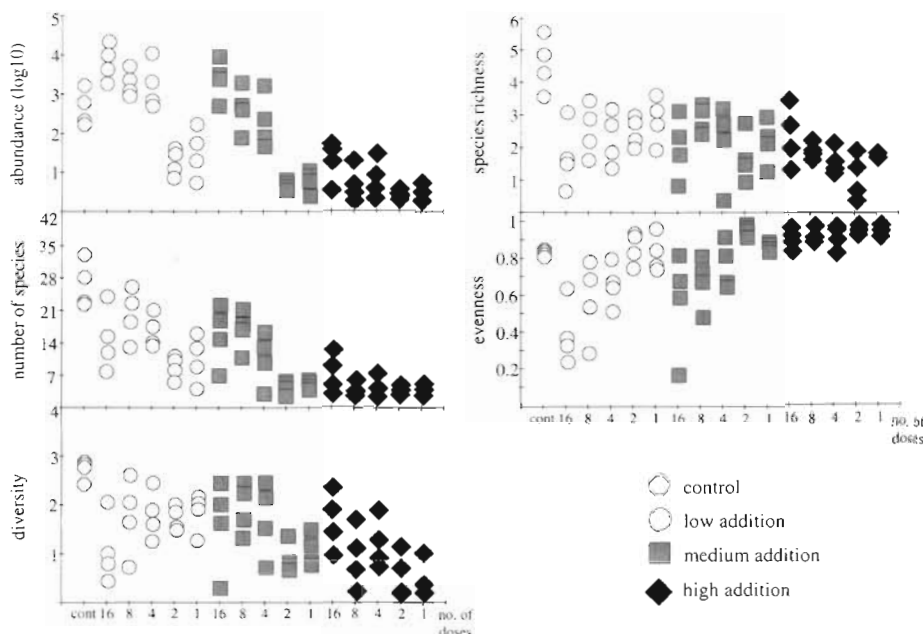 abundance (log10)
5
4
3
2
1
number of species
42
35
28
21
14
7
diversity
4
3
2
1
cont 16 8 4 2 1 16 8 4 2 1 16 8 4 2 1 no. of
doses
species richness
6
5
4
3
2
1
evenness
1
0.8
0.6
0.4
0.2
cont 16 8 4 2 1 16 8 4 2 1 16 8 4 2 1 no. of
doses
control
low addition
medium addition
high addition